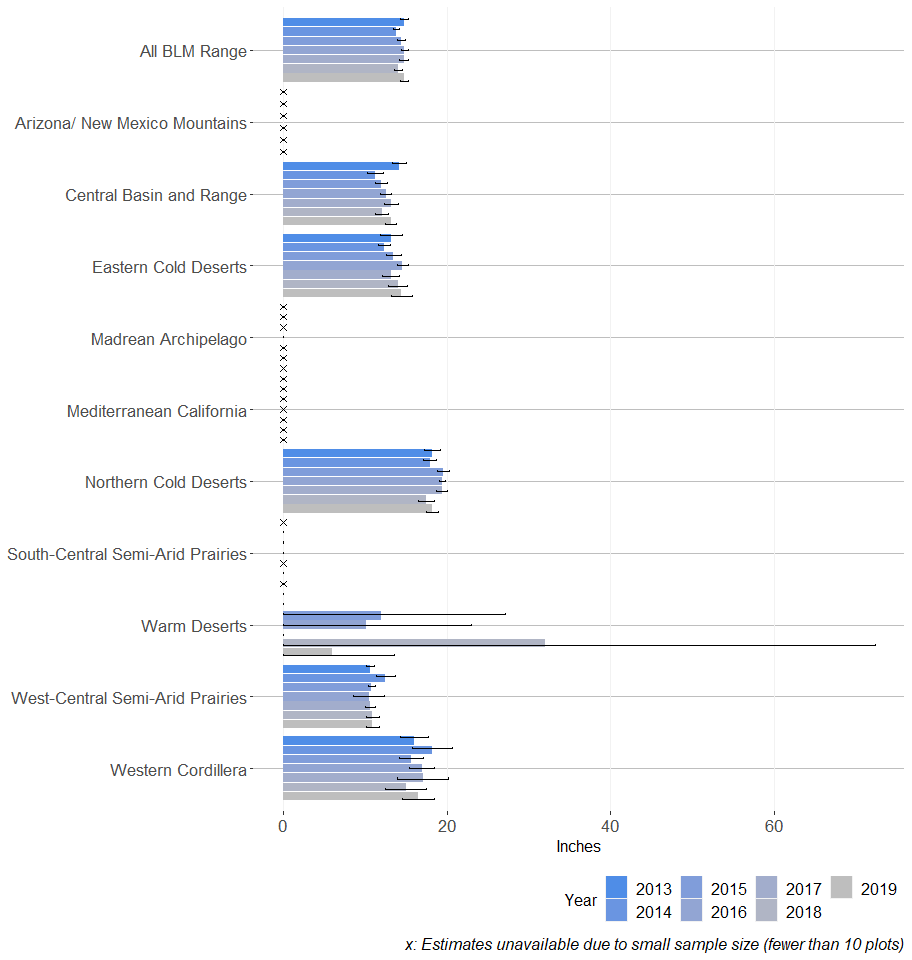 All BLM Range
Arizona/ New Mexico Mountains
Central Basin and Range
Eastern Cold Deserts
Madrean Archipelago
Mediterranean California
Northern Cold Deserts
South-Central Semi-Arid Prairies
Warm Deserts
West-Central Semi-Arid Prairies
Western Cordillera
0 20 40 60
Inches
Year 2013 2015 2017 2019
2014 2016 2018
x: Estimates unavailable due to small sample size (fewer than 10 plots)